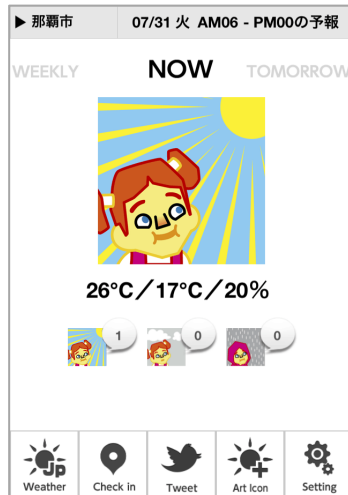 ▶ 那覇市 07/31 火 AM06 - PM00の予報
WEEKLY NOW TOMORROW
26°C／17°C／20%
1 0 0
Jp
Weather Check in Tweet Art Icon Setting